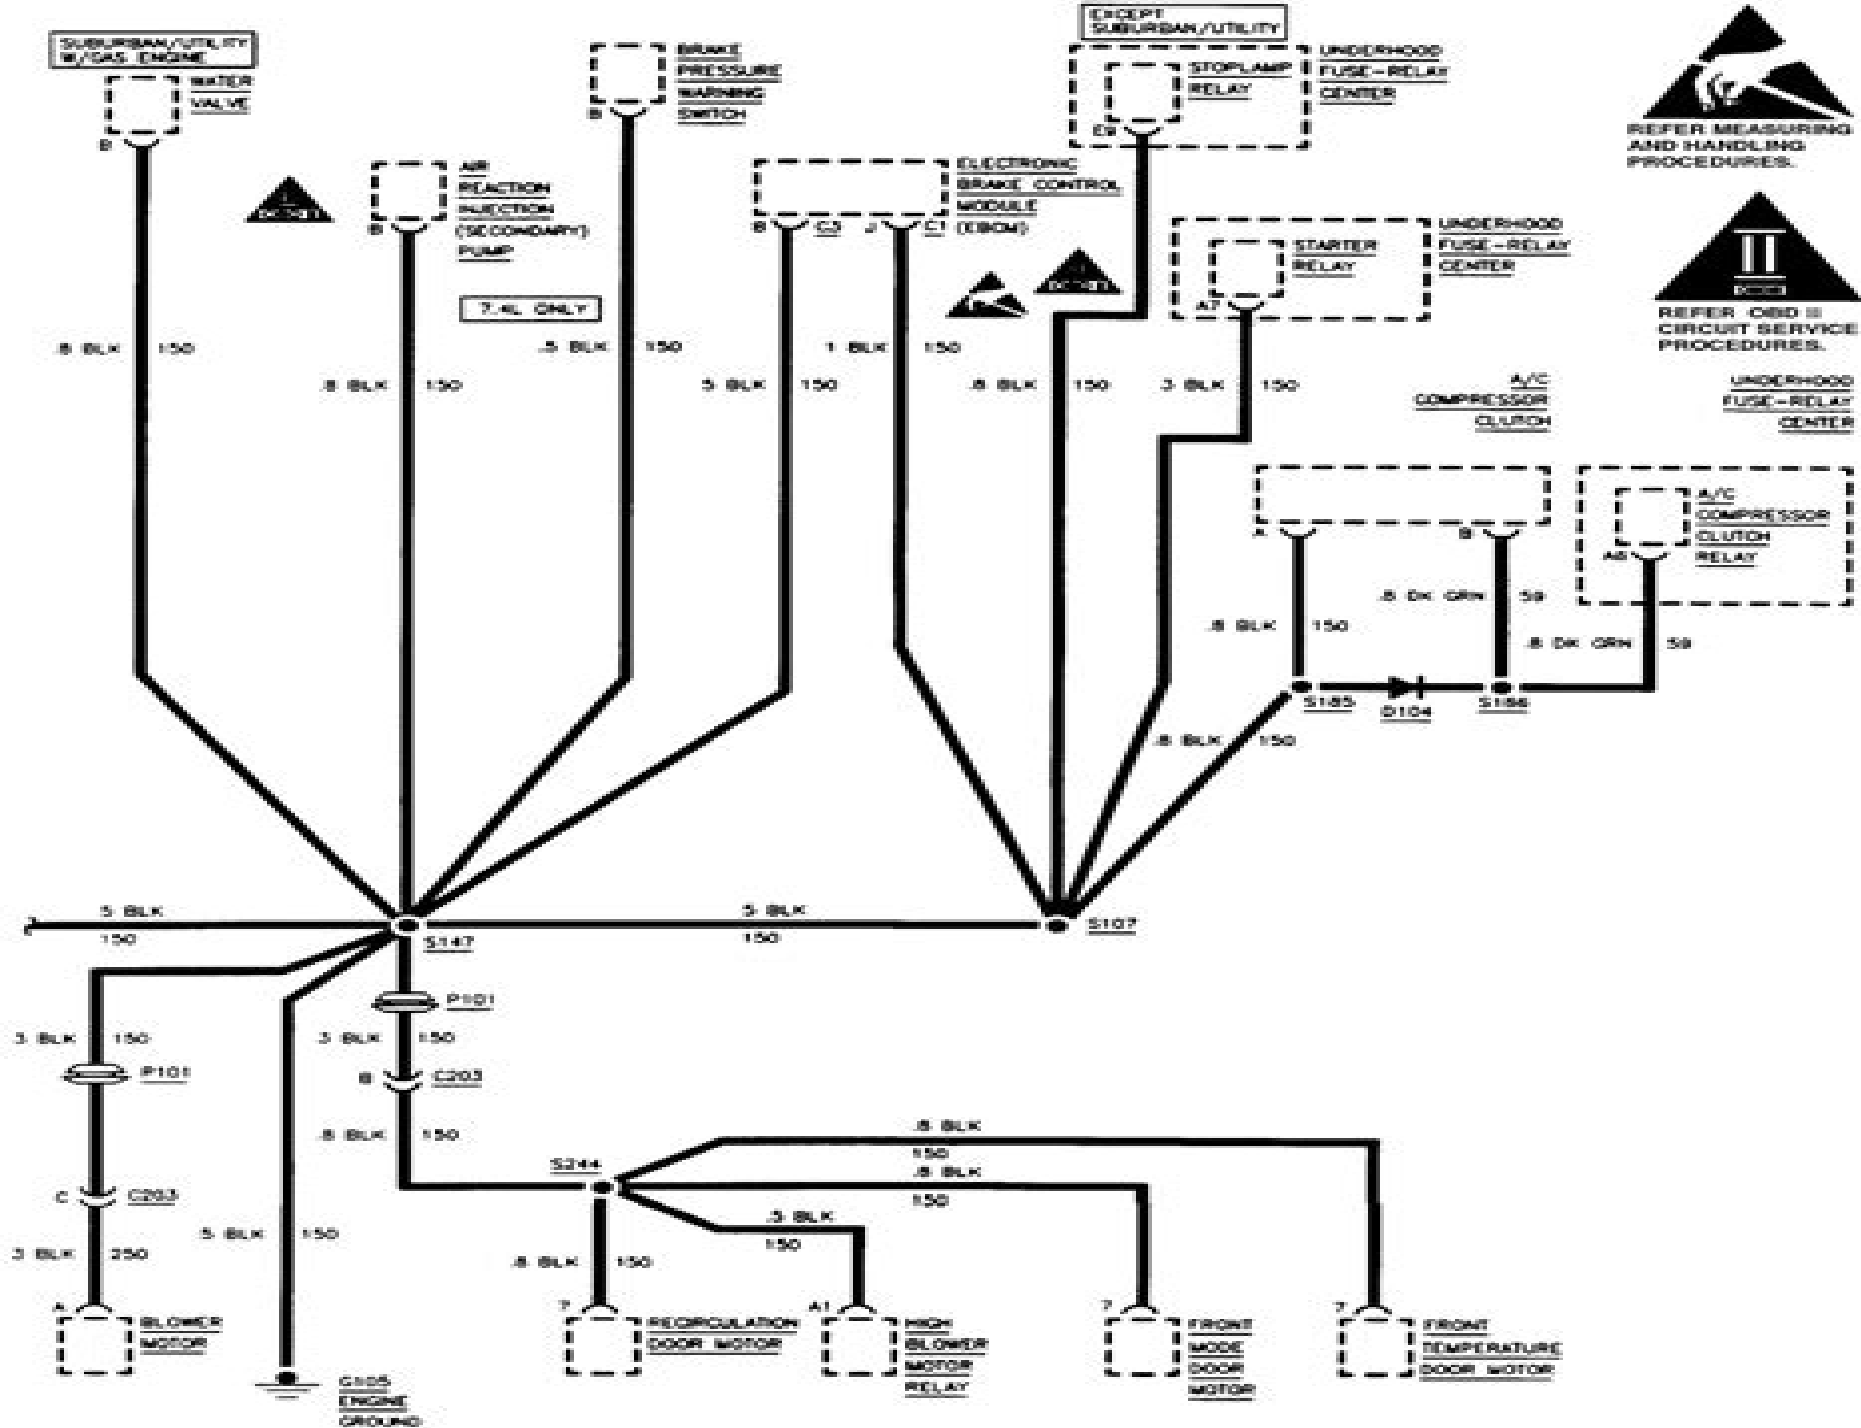 SUBURBAN/UTILITY
W/GAS ENGINE
WATER
VALVE
B
BRAKE
PRESSURE
WARNING
SWITCH
B
EXCEPT
SUBURBAN/UTILITY
STOPLAMP
RELAY
E9
UNDERHOOD
FUSE-RELAY
CENTER
REFER MEASURING
AND HANDLING
PROCEDURES.
AIR
REACTION
INJECTION
(SECONDARY)
PUMP
B
7.4L ONLY
ELECTRONIC
BRAKE CONTROL
MODULE
(EBCM)
B
C3
J
C1
STARTER
RELAY
A7
UNDERHOOD
FUSE-RELAY
CENTER
II
REFER OBD II
CIRCUIT SERVICE
PROCEDURES.
.8 BLK 150
.8 BLK 150
.5 BLK 150
5 BLK 150
1 BLK 150
.8 BLK 150
.3 BLK 150
A/C
COMPRESSOR
CLUTCH
UNDERHOOD
FUSE-RELAY
CENTER
A
B
A/C
COMPRESSOR
CLUTCH
RELAY
A6
.8 DK GRN 59
.8 BLK 150
.8 DK GRN 59
S185
D104
S186
.8 BLK 150
5 BLK
150
S147
5 BLK
150
S107
3 BLK 150
P101
P101
3 BLK 150
B
C203
.8 BLK 150
C
C203
3 BLK 250
5 BLK 150
S244
.8 BLK
150
.8 BLK
150
.5 BLK
150
.8 BLK 150
A
BLOWER
MOTOR
G105
ENGINE
GROUND
7
RECIRCULATION
DOOR MOTOR
A1
HIGH
BLOWER
MOTOR
RELAY
7
FRONT
MODE
DOOR
MOTOR
7
FRONT
TEMPERATURE
DOOR MOTOR